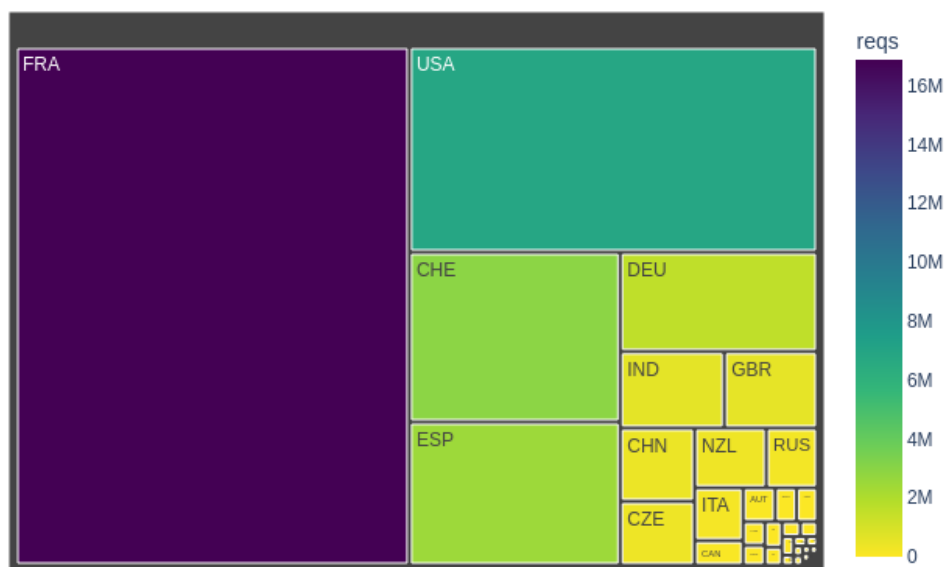 FRA
USA
CHE
DEU
IND
GBR
ESP
CHN
NZL
RUS
CZE
ITA
AUT
CAN
reqs
16M
14M
12M
10M
8M
6M
4M
2M
0